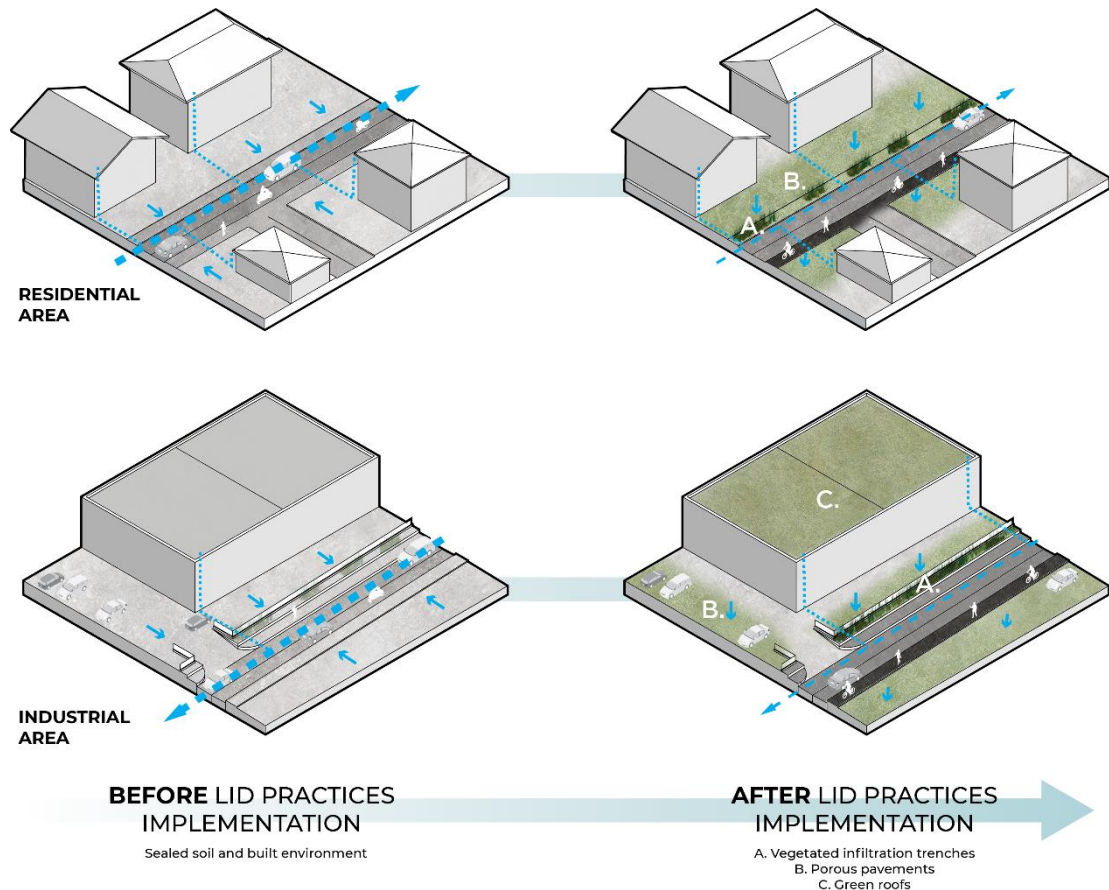 B.
A.
RESIDENTIAL
AREA
C.
A.
B.
INDUSTRIAL
AREA
BEFORE LID PRACTICES
IMPLEMENTATION
Sealed soil and built environment
AFTER LID PRACTICES
IMPLEMENTATION
A. Vegetated infiltration trenches
B. Porous pavements
C. Green roofs